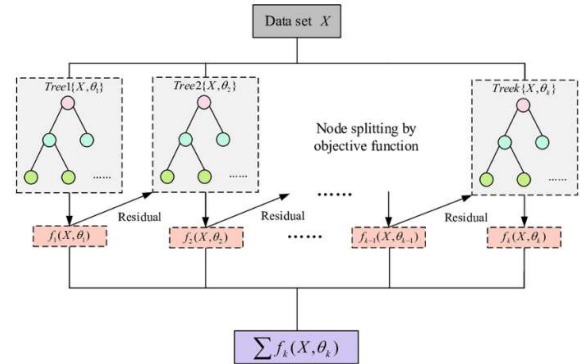 Data set X
Tree1{X,θ₁} Tree2{X,θ₂} Treek{X,θₖ}
Node splitting by
objective function
...... ...... ......
......
Residual Residual Residual
f₁(X,θ₁) f₂(X,θ₂) ...... fₖ₋₁(X,θₖ₋₁) fₖ(X,θₖ)
∑ fₖ(X,θₖ)